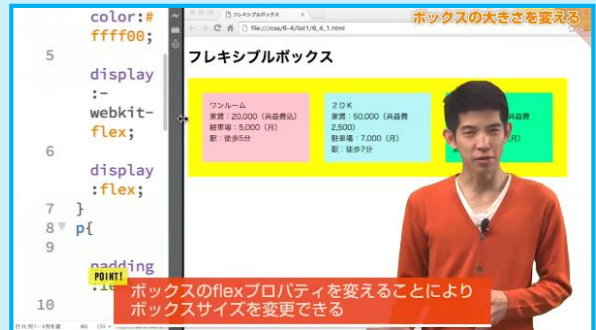 ボックスの大きさを変える
color:#
ffff00;
5
display
:-
webkit-
flex;
6
display
:flex;
7 }
8 p{
9
padding
10
フレキシブルボックス
file:///css/6-4/list1/6_4_1.html
フレキシブルボックス
ワンルーム
家賃：20,000（共益費込）
駐車場：5,000（月）
駅：徒歩5分
２ＤＫ
家賃：50,000（共益費
2,500）
駐車場：7,000（月）
駅：徒歩7分
共益費
月）
POINT!
ボックスのflexプロパティを変えることにより
ボックスサイズを変更できる